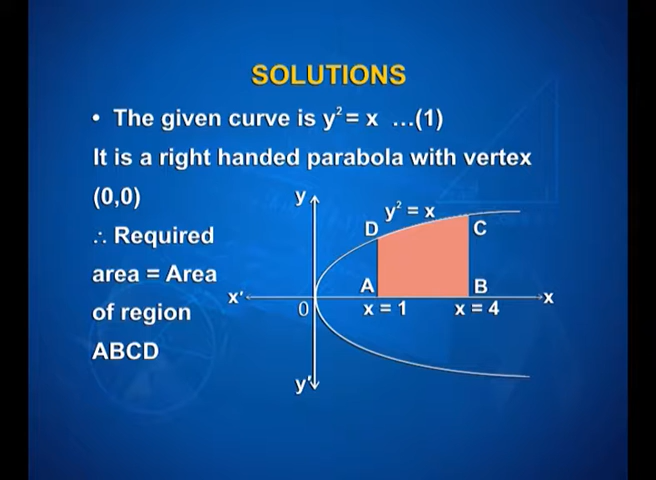 SOLUTIONS
• The given curve is y² = x ...(1)
It is a right handed parabola with vertex
(0,0)
∴ Required
area = Area
of region
ABCD
y
y² = x
D
C
A
B
x'
0
x
x = 1
x = 4
y'